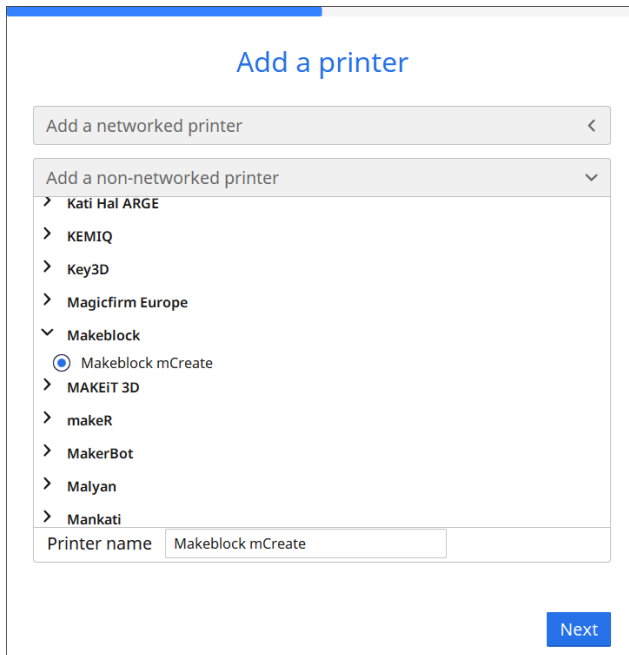 Add a printer
Add a networked printer
Add a non-networked printer
Kati Hal ARGE
KEMIQ
Key3D
Magicfirm Europe
Makeblock
Makeblock mCreate
MAKEiT 3D
makeR
MakerBot
Malyan
Mankati
Printer name Makeblock mCreate
Next